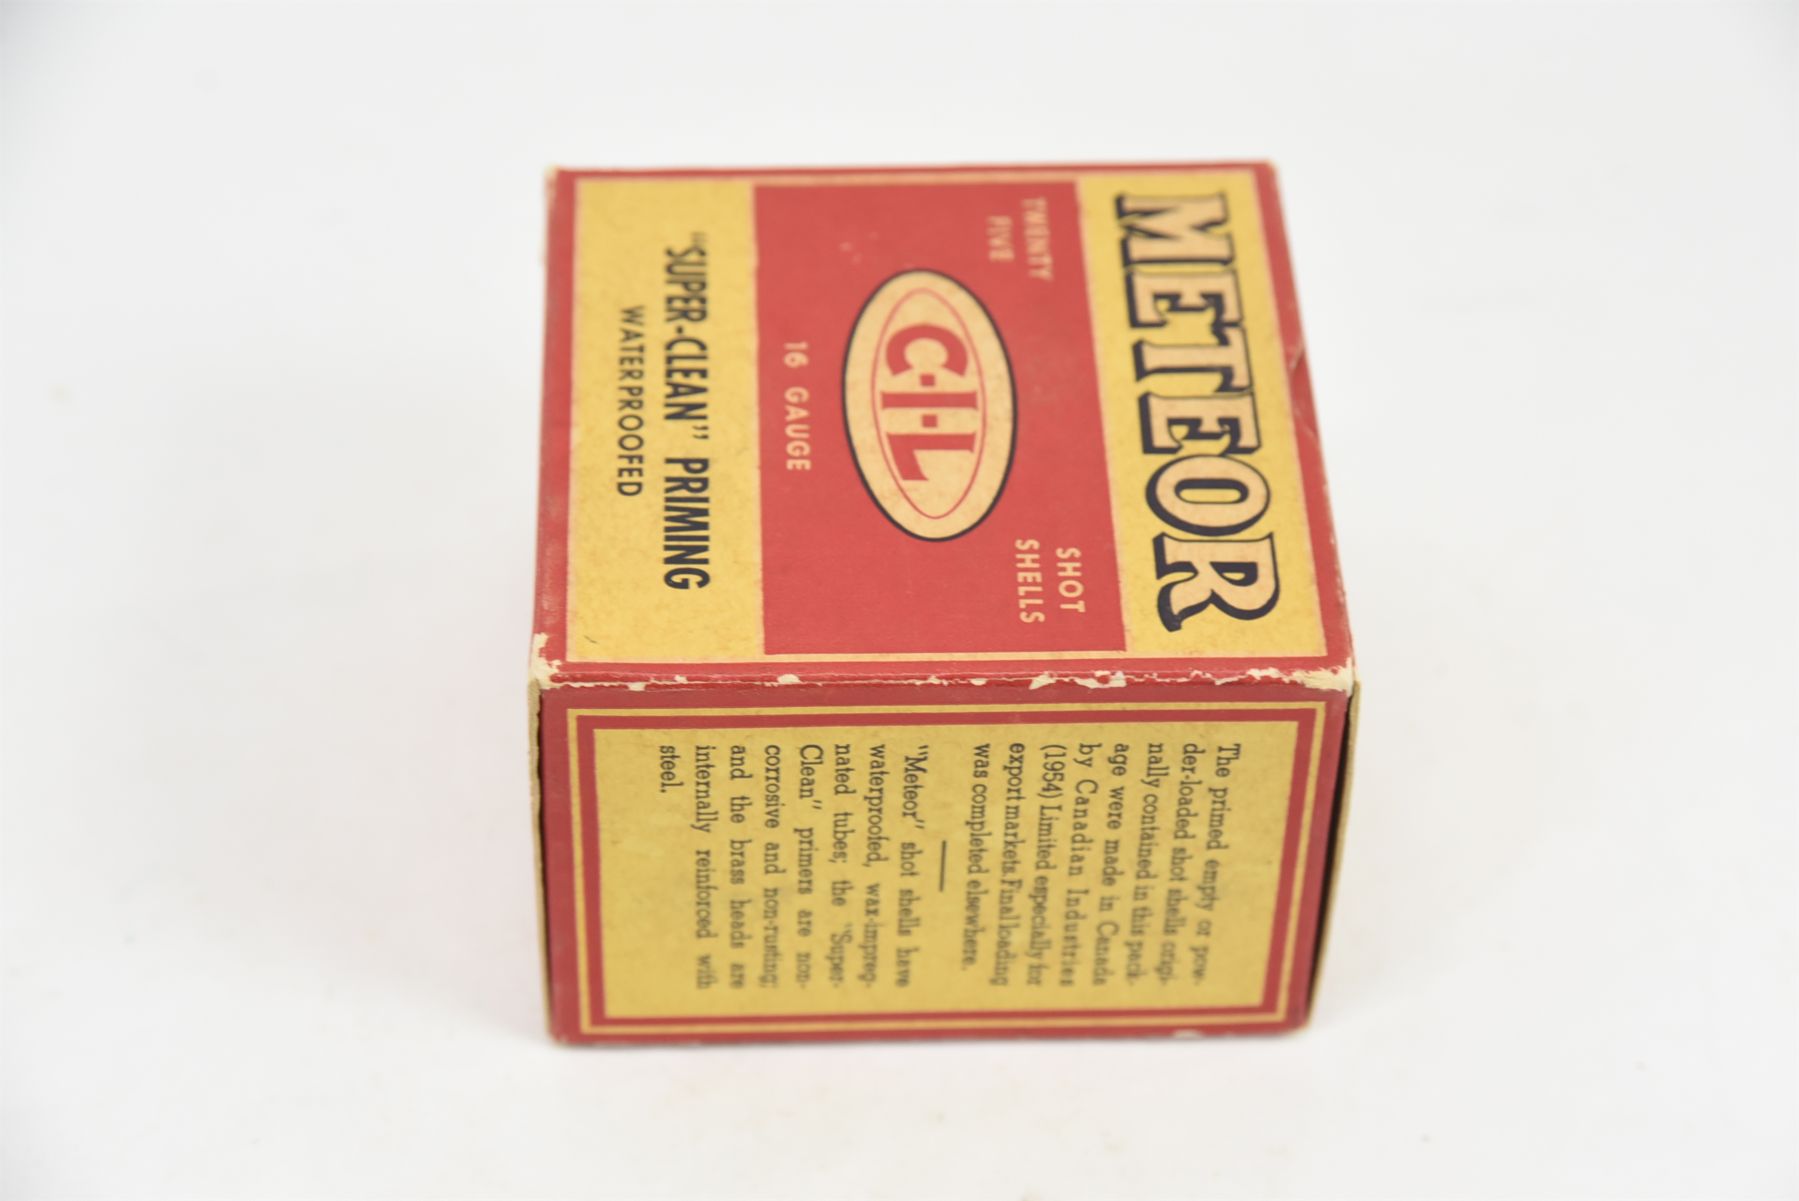 METEOR
TWENTY
FIVE
SHOT
SHELLS
C-I-L
16 GAUGE
"SUPER-CLEAN" PRIMING
WATERPROOFED
The primed empty or pow-
der-loaded shot shells origi-
nally contained in this pack-
age were made in Canada
by Canadian Industries
(1954) Limited especially for
export markets. Final loading
was completed elsewhere.
"Meteor" shot shells have
waterproofed, wax-impreg-
nated tubes; the "Super-
Clean" primers are non-
corrosive and non-rusting;
and the brass heads are
internally reinforced with
steel.